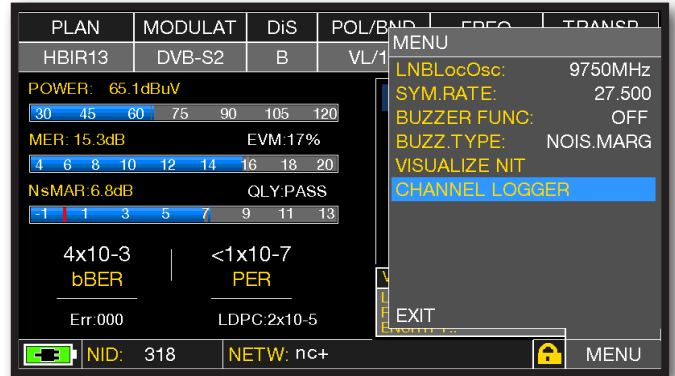 PLAN MODULAT DiS POL/BND FREQ TRANSP
HBIR13 DVB-S2 B VL/1
POWER: 65.1dBuV
30 45 60 75 90 105 120
MER: 15.3dB EVM:17%
4 6 8 10 12 14 16 18 20
NsMAR:6.8dB QLY:PASS
-1 1 3 5 7 9 11 13
4x10-3 <1x10-7
bBER PER
Err:000 LDPC:2x10-5
MENU
LNBLocOsc: 9750MHz
SYM.RATE: 27.500
BUZZER FUNC: OFF
BUZZ.TYPE: NOIS.MARG
VISUALIZE NIT
CHANNEL LOGGER
EXIT
NID: 318 NETW: nc+ MENU